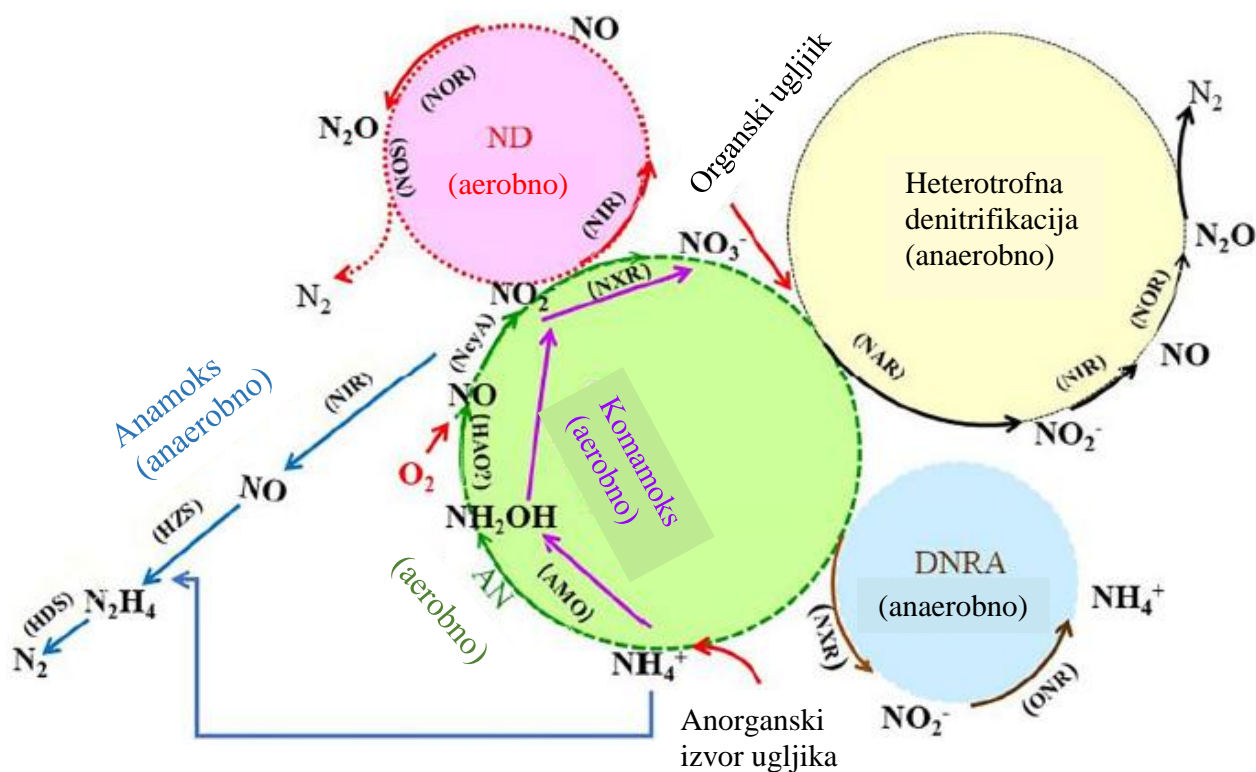 NO
(NOR)
N₂O
ND
(aerobno)
(NOS)
(NIR)
N₂
Organski ugljiik
N₂
Heterotrofna
denitrifikacija
(anaerobno)
N₂O
(NOR)
NO
(NIR)
NO₂⁻
(NAR)
NO₃⁻
(NXR)
NO₂⁻
(NcyA)
NO
(HAO?)
O₂
NH₂OH
Komamoks
(aerobno)
(AMO)
AN
(aerobno)
NH₄⁺
Anamoks
(anaerobno)
(NIR)
NO
(HZS)
N₂H₄
(HDS)
N₂
Anorganski
izvor ugljika
DNRA
(anaerobno)
(NXR)
NO₂⁻
(ONR)
NH₄⁺